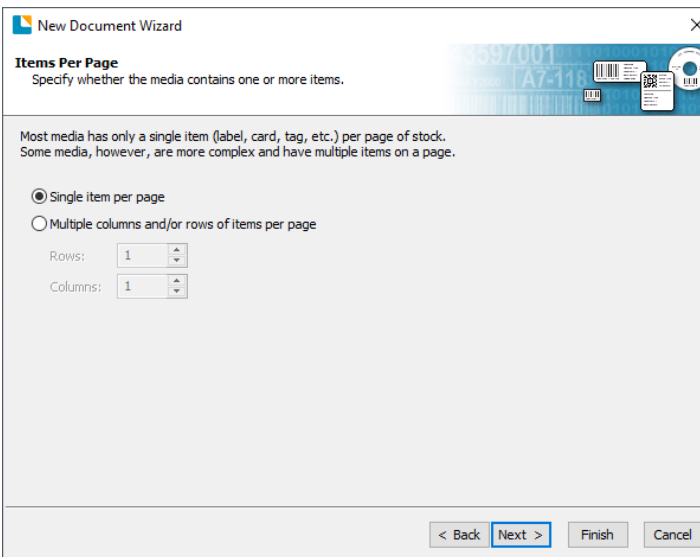 New Document Wizard
Items Per Page
Specify whether the media contains one or more items.
3597001
A7-118
Most media has only a single item (label, card, tag, etc.) per page of stock.
Some media, however, are more complex and have multiple items on a page.
Single item per page
Multiple columns and/or rows of items per page
Rows: 1
Columns: 1
< Back Next > Finish Cancel